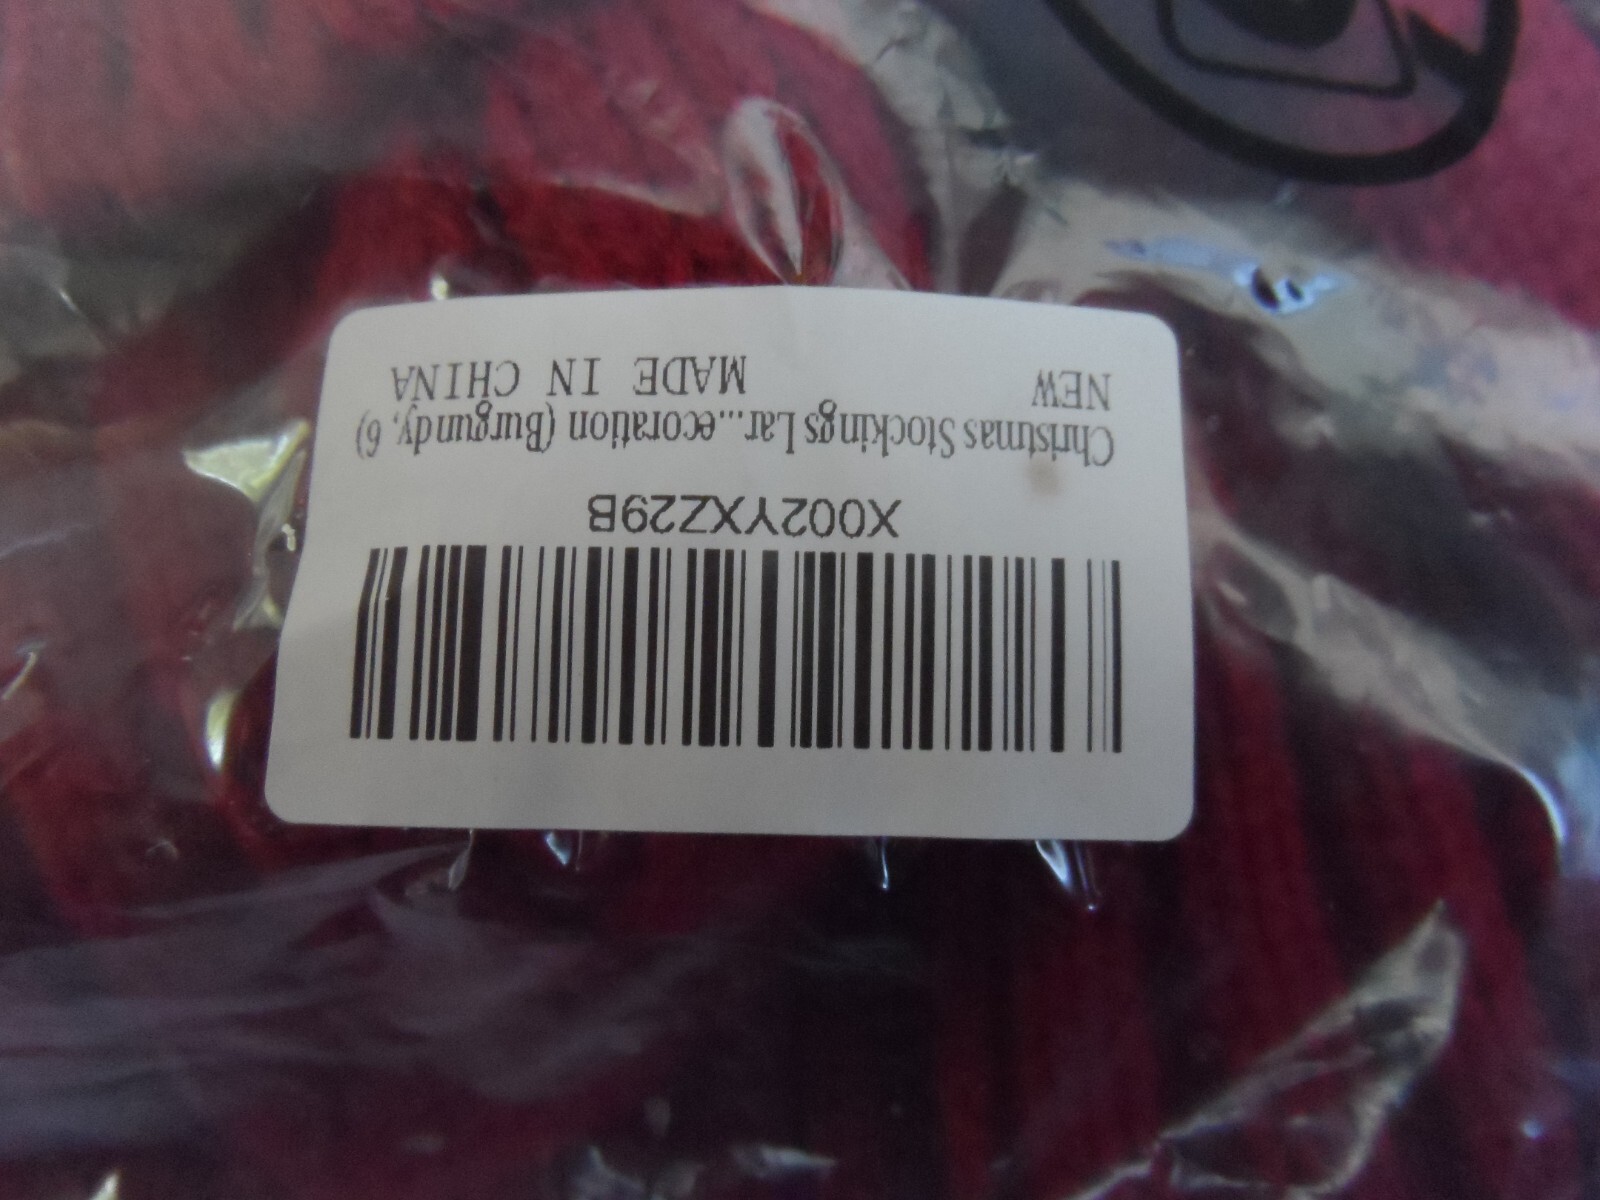 X002YXZ29B
Christmas Stockings Lar...ecoration (Burgundy, 6)
NEW MADE IN CHINA